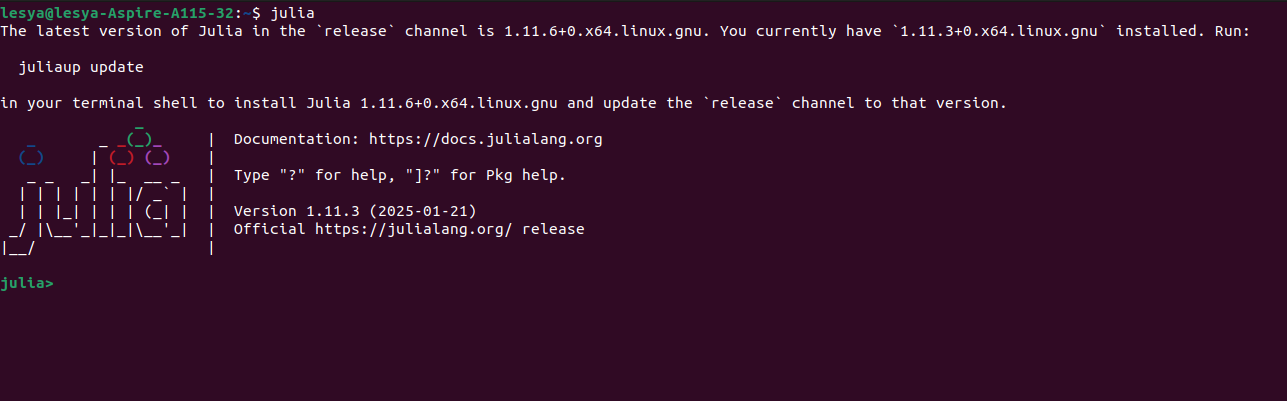 lesya@lesya-Aspire-A115-32:~$ julia
The latest version of Julia in the `release` channel is 1.11.6+0.x64.linux.gnu. You currently have `1.11.3+0.x64.linux.gnu` installed. Run:

  juliaup update

in your terminal shell to install Julia 1.11.6+0.x64.linux.gnu and update the `release` channel to that version.
               _
   _       _ _(_)_     |  Documentation: https://docs.julialang.org
  (_)     | (_) (_)    |
   _ _   _| |_  __ _   |  Type "?" for help, "]?" for Pkg help.
  | | | | | | |/ _` |  |
  | | |_| | | | (_| |  |  Version 1.11.3 (2025-01-21)
 _/ |\__'_|_|_|\__'_|  |  Official https://julialang.org/ release
|__/                   |

julia>